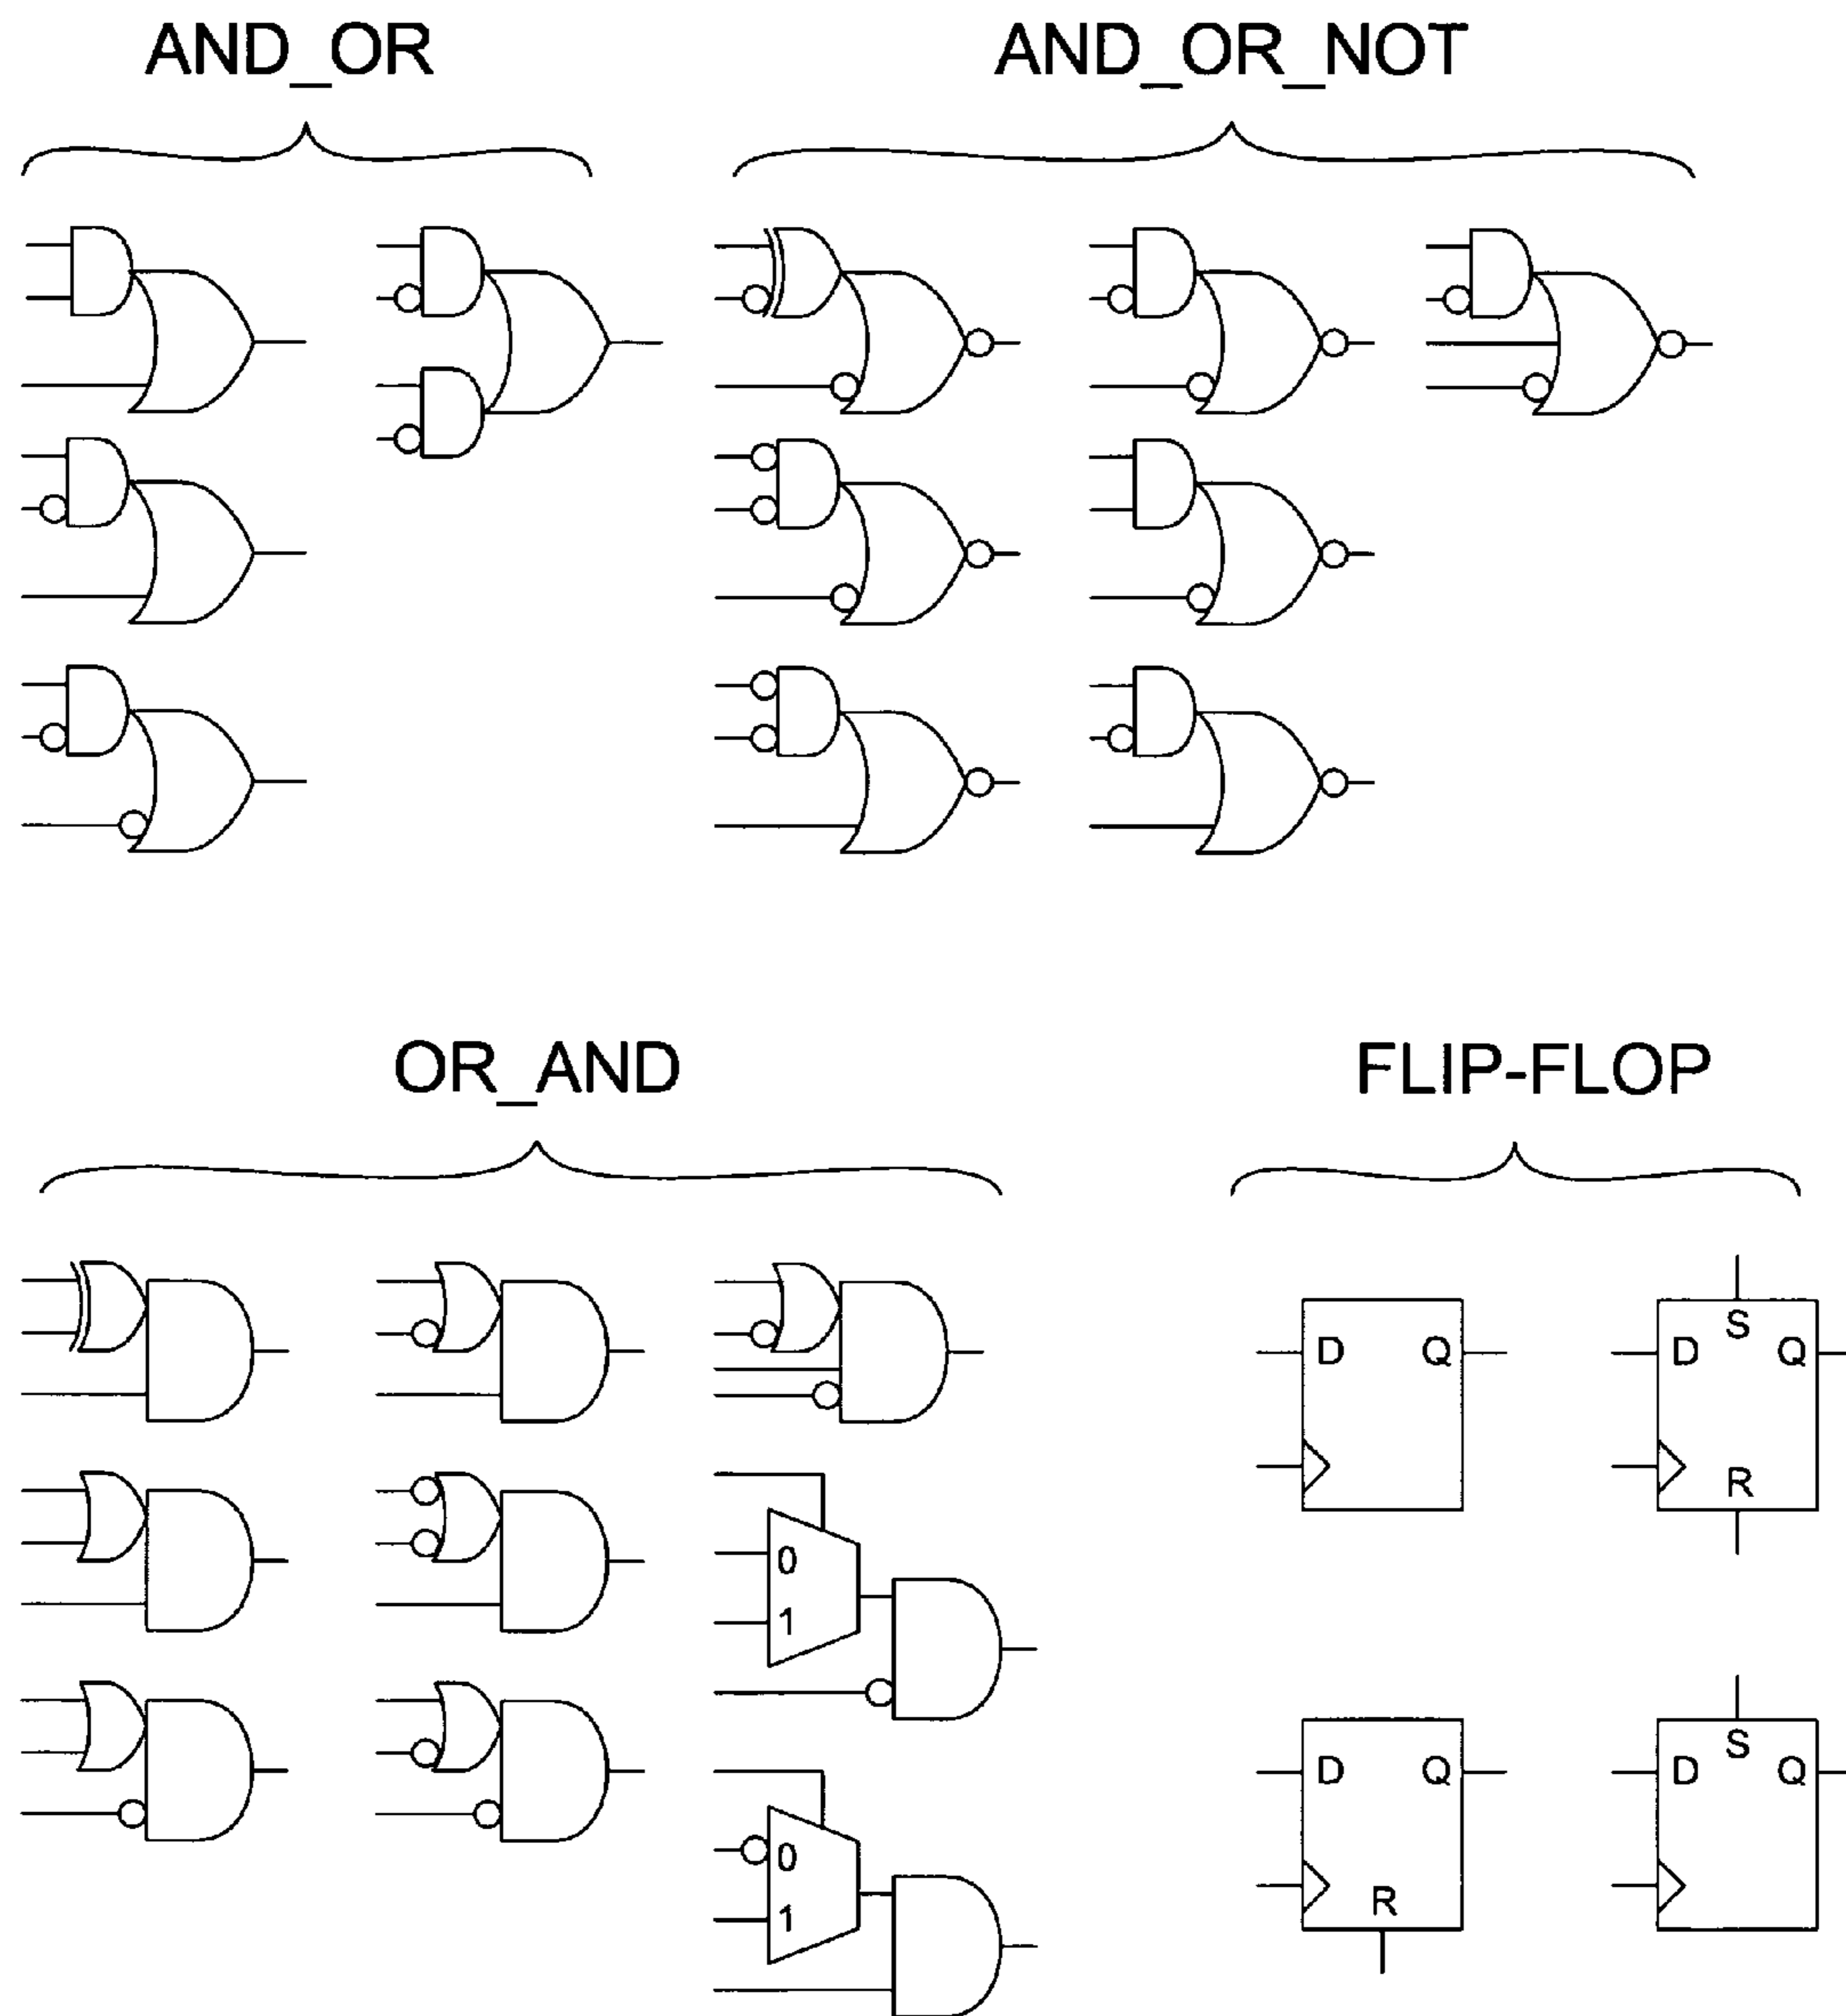 AND_OR
AND_OR_NOT
OR_AND
FLIP-FLOP
D Q
S
D Q
R
0
1
D Q
R
S
D Q
0
1